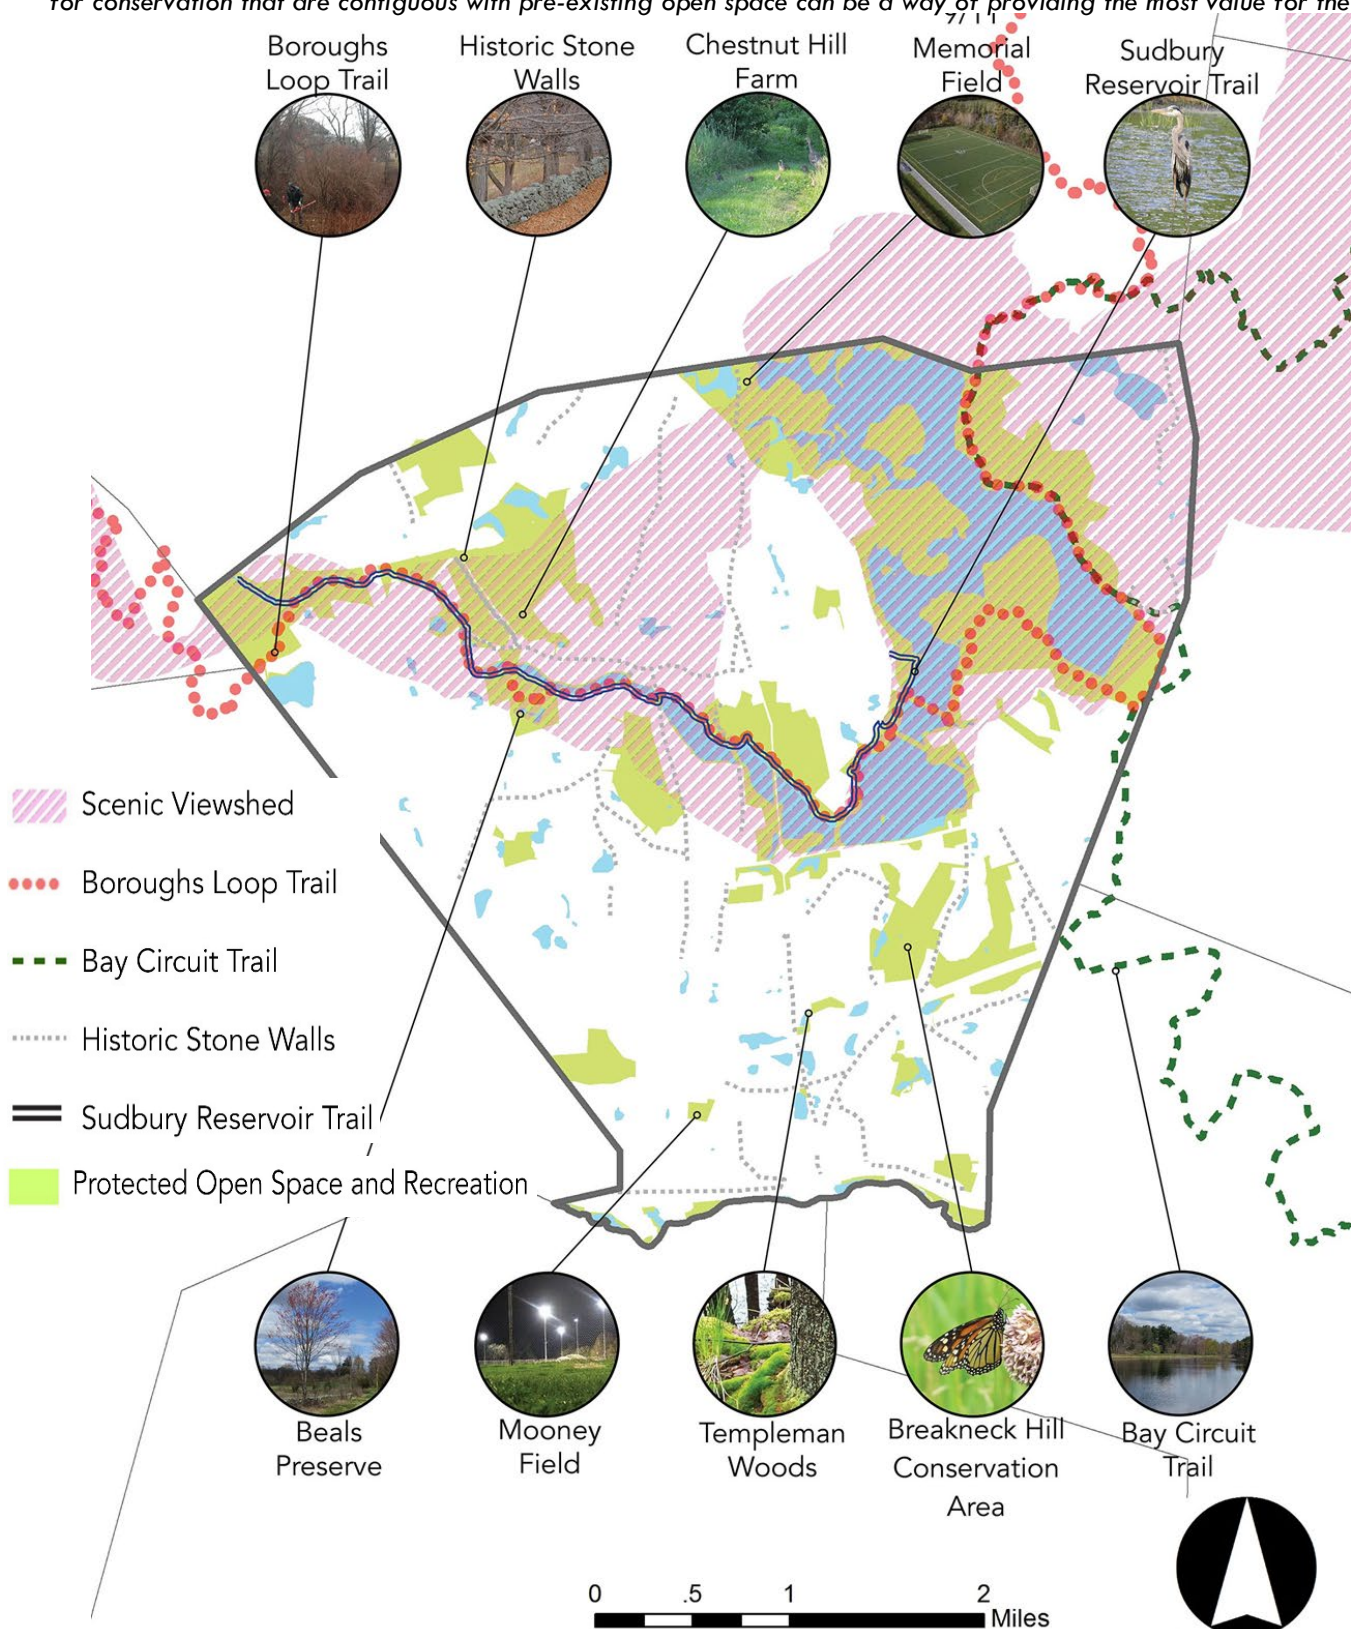 for conservation that are contiguous with pre-existing open space can be a way of providing the most value for the
Boroughs
Loop Trail
Historic Stone
Walls
Chestnut Hill
Farm
9/11
Memorial
Field
Sudbury
Reservoir Trail
Scenic Viewshed
Boroughs Loop Trail
Bay Circuit Trail
Historic Stone Walls
Sudbury Reservoir Trail
Protected Open Space and Recreation
Beals
Preserve
Mooney
Field
Templeman
Woods
Breakneck Hill
Conservation
Area
Bay Circuit
Trail
0 .5 1 2
Miles